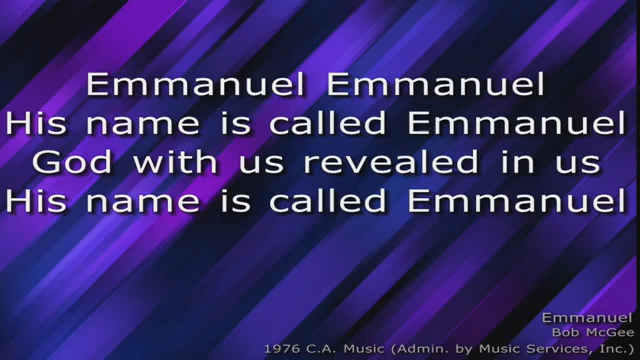 Emmanuel Emmanuel
His name is called Emmanuel
God with us revealed in us
His name is called Emmanuel
Emmanuel
Bob McGee
1976 C.A. Music (Admin. by Music Services, Inc.)